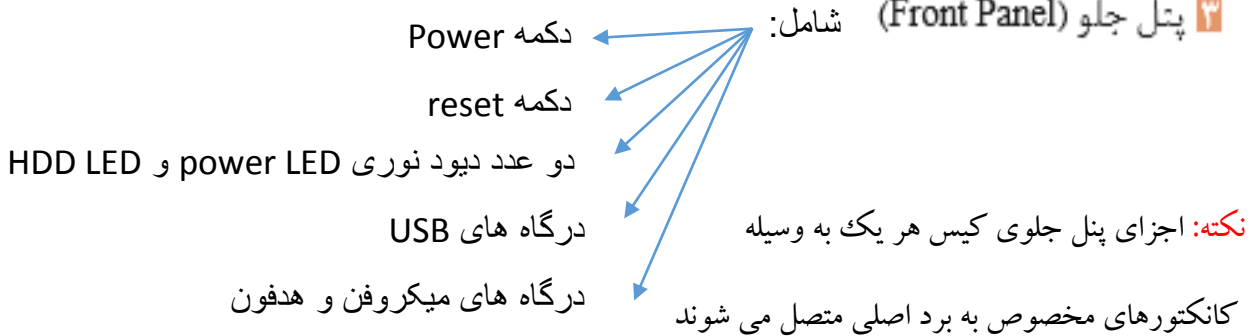 ۳ پنل جلو (Front Panel) شامل:
دکمه Power
دکمه reset
دو عدد دیود نوری power LED و HDD LED
درگاه های USB
درگاه های میکروفن و هدفون
نکته: اجزای پنل جلوی کیس هر یک به وسیله
کانکتورهای مخصوص به برد اصلی متصل می شوند